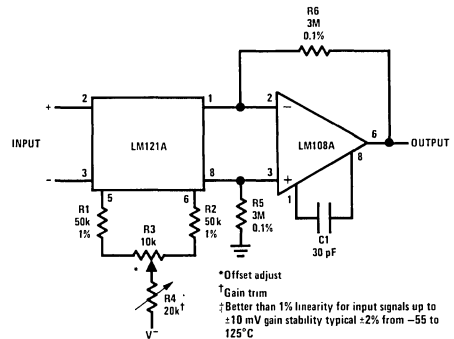 R6
3M
0.1%
+ 2
1
2 −
INPUT
LM121A
LM108A
6
OUTPUT
8
− 3
8
3 +
5
6
1
R1
50k
1%
R3
10k
R2
50k
1%
R5
3M
0.1%
C1
30 pF
*
R4
20k†
V−
*Offset adjust
†Gain trim
‡Better than 1% linearity for input signals up to
±10 mV gain stability typical ±2% from −55 to
125°C